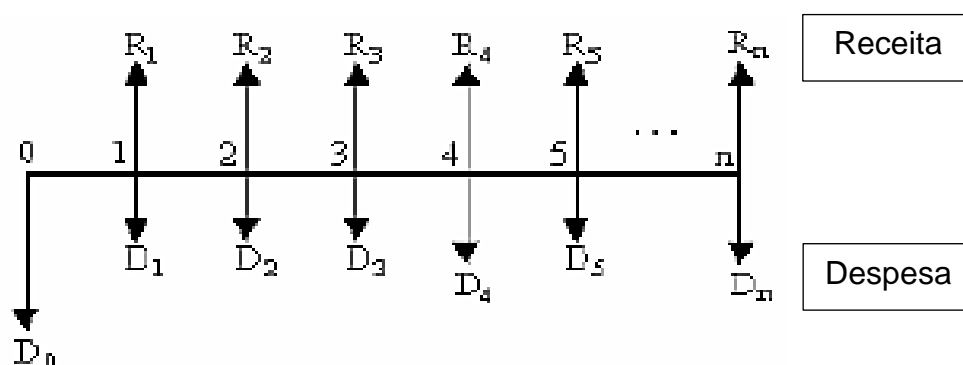 R1 R2 R3 R4 R5 Rn Receita
...
0 1 2 3 4 5 n
D1 D2 D3 D4 D5 Dn Despesa
D0